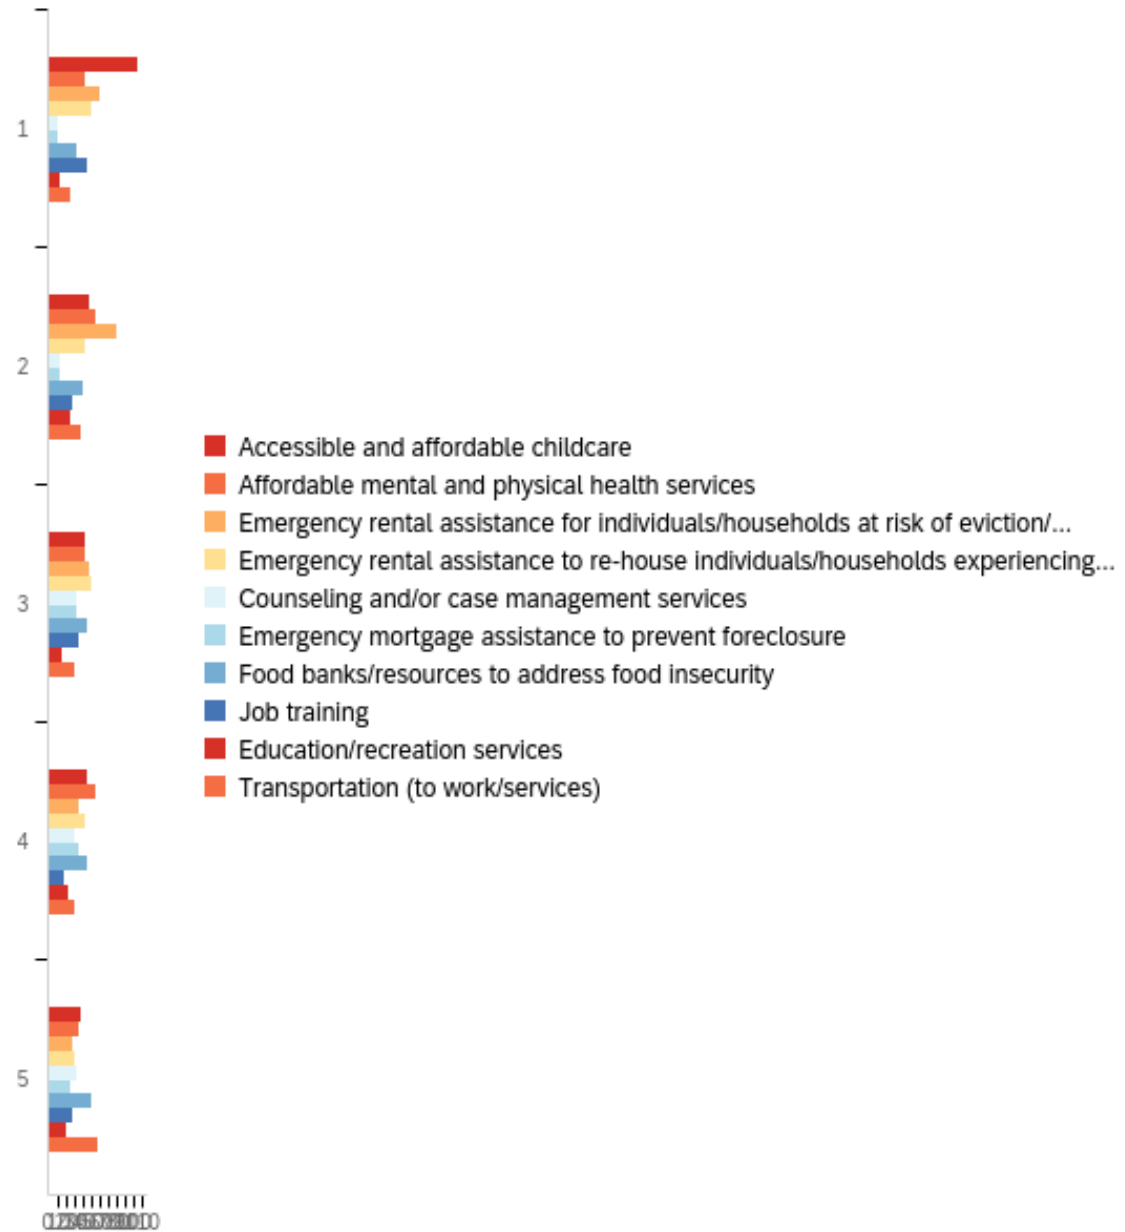 1
2
3
4
5
Accessible and affordable childcare
Affordable mental and physical health services
Emergency rental assistance for individuals/households at risk of eviction/...
Emergency rental assistance to re-house individuals/households experiencing...
Counseling and/or case management services
Emergency mortgage assistance to prevent foreclosure
Food banks/resources to address food insecurity
Job training
Education/recreation services
Transportation (to work/services)